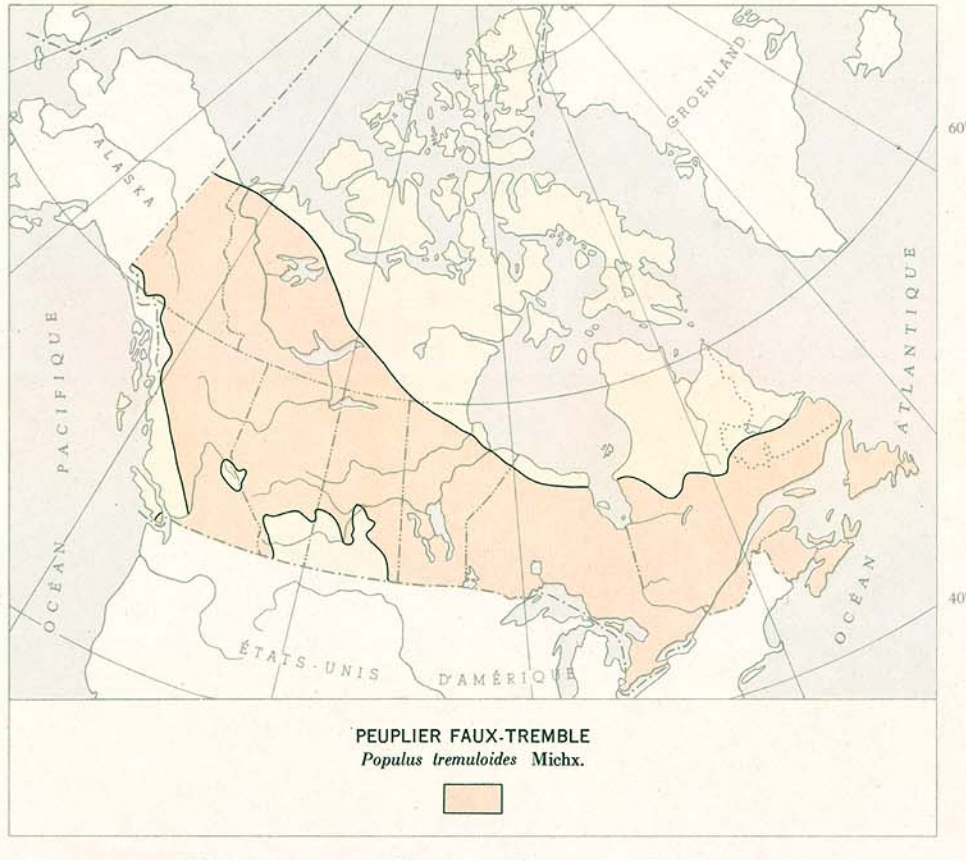 ALASKA
GROENLAND
60°
OCÉAN PACIFIQUE
OCÉAN ATLANTIQUE
40°
ÉTATS-UNIS D'AMÉRIQUE
PEUPLIER FAUX-TREMBLE
Populus tremuloides Michx.